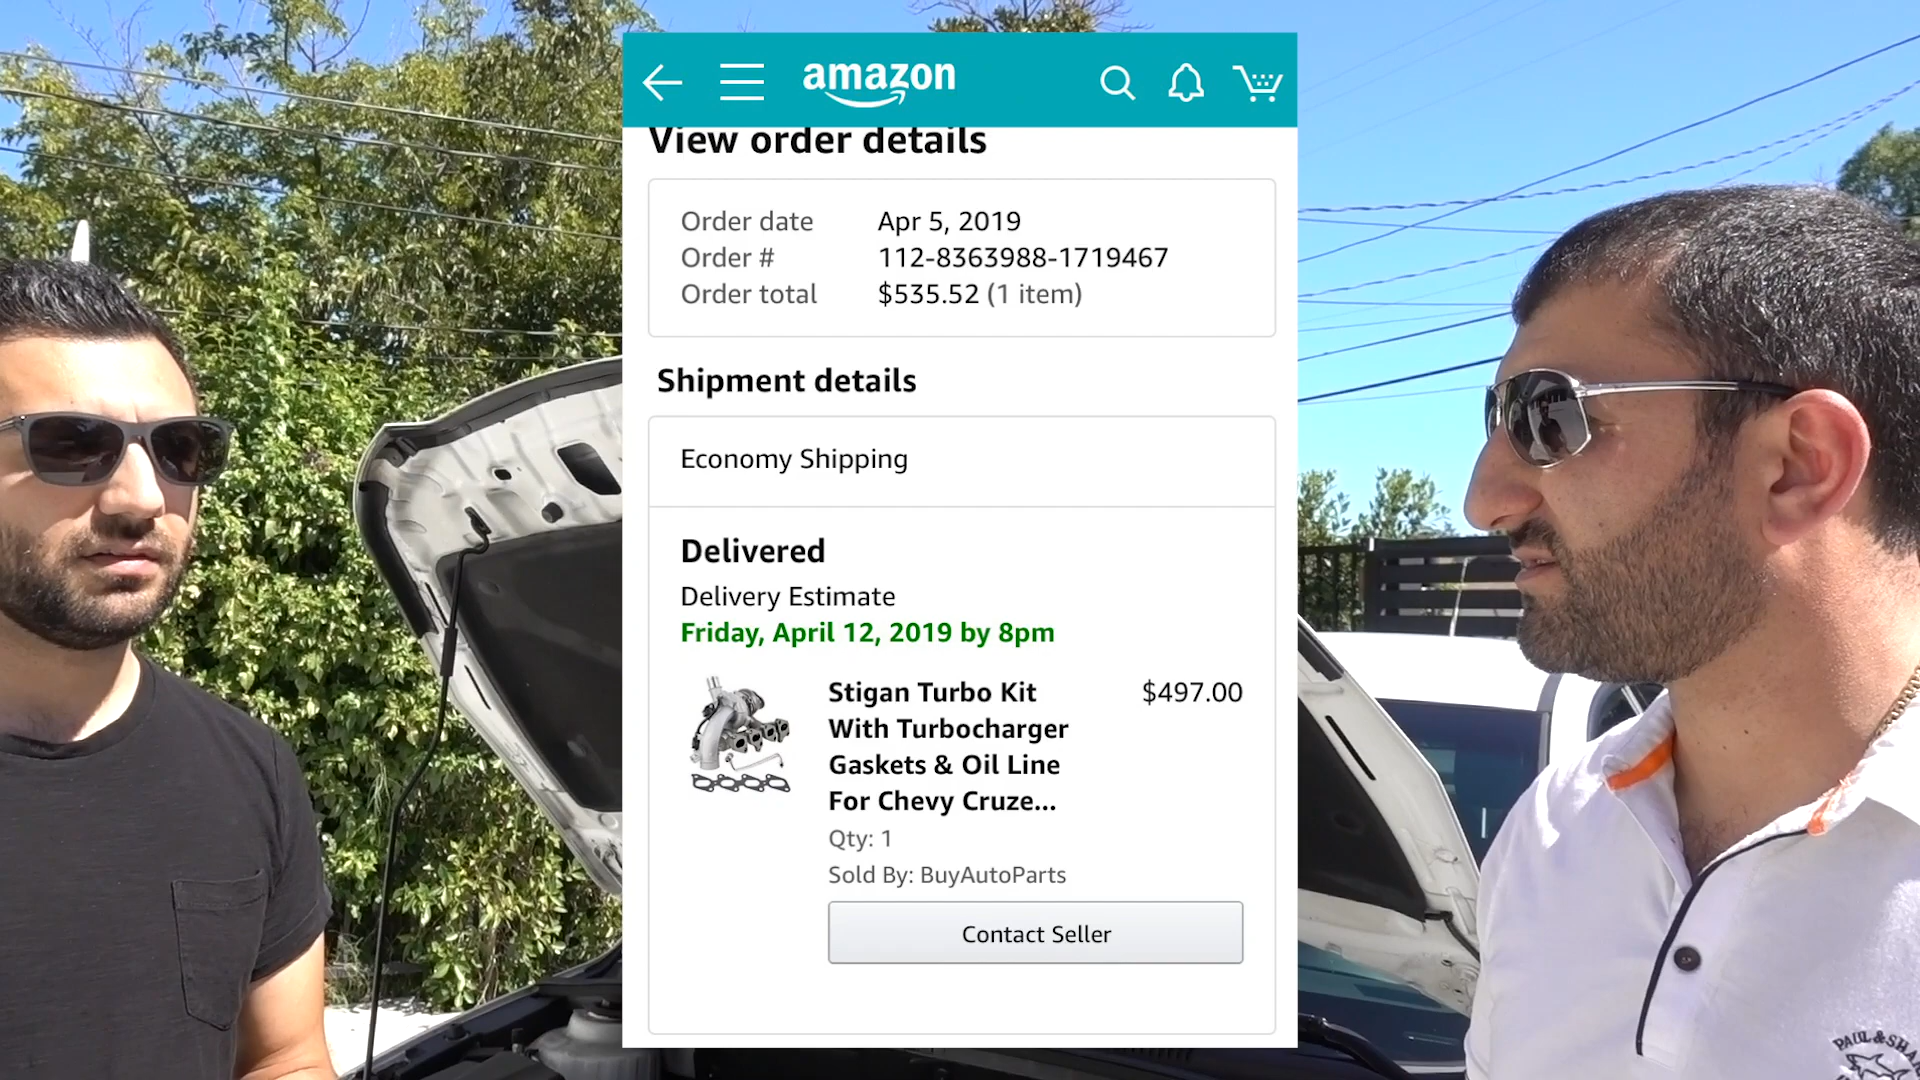 amazon
View order details
Order date Apr 5, 2019
Order # 112-8363988-1719467
Order total $535.52 (1 item)
Shipment details
Economy Shipping
Delivered
Delivery Estimate
Friday, April 12, 2019 by 8pm
Stigan Turbo Kit $497.00
With Turbocharger
Gaskets & Oil Line
For Chevy Cruze...
Qty: 1
Sold By: BuyAutoParts
Contact Seller
PAUL & SHA